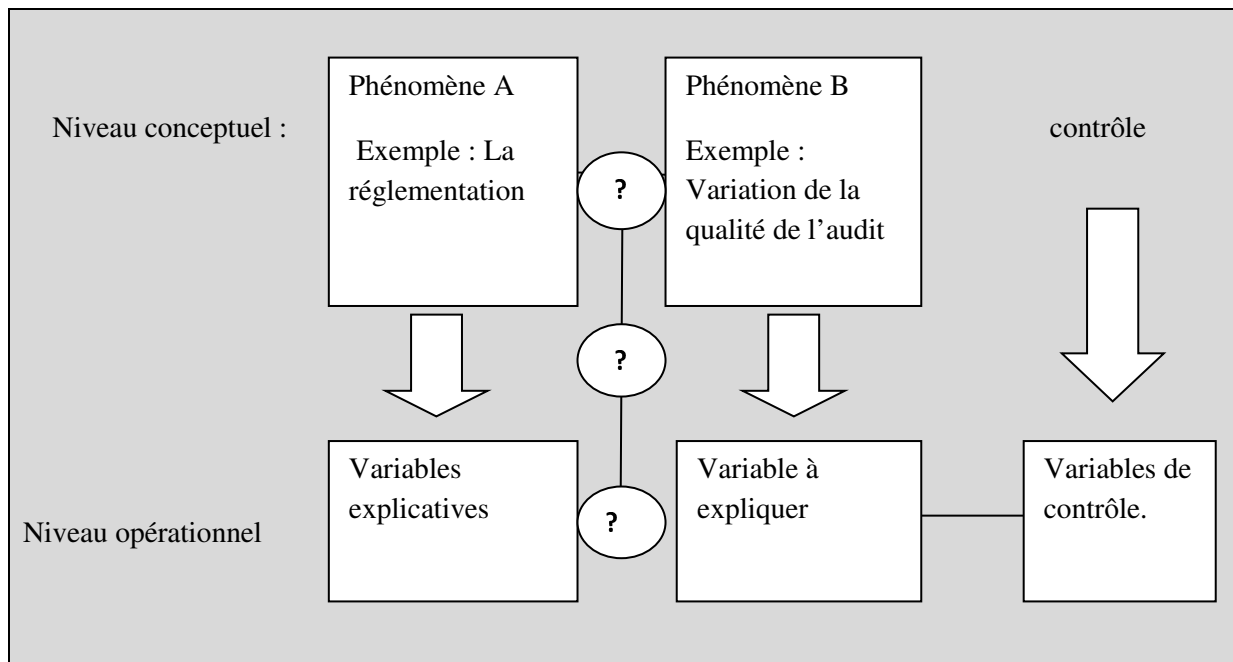 Niveau conceptuel :
Phénomène A
Exemple : La
réglementation
?
Phénomène B
Exemple :
Variation de la
qualité de l’audit
contrôle
?
Niveau opérationnel
Variables
explicatives
?
Variable à
expliquer
Variables de
contrôle.